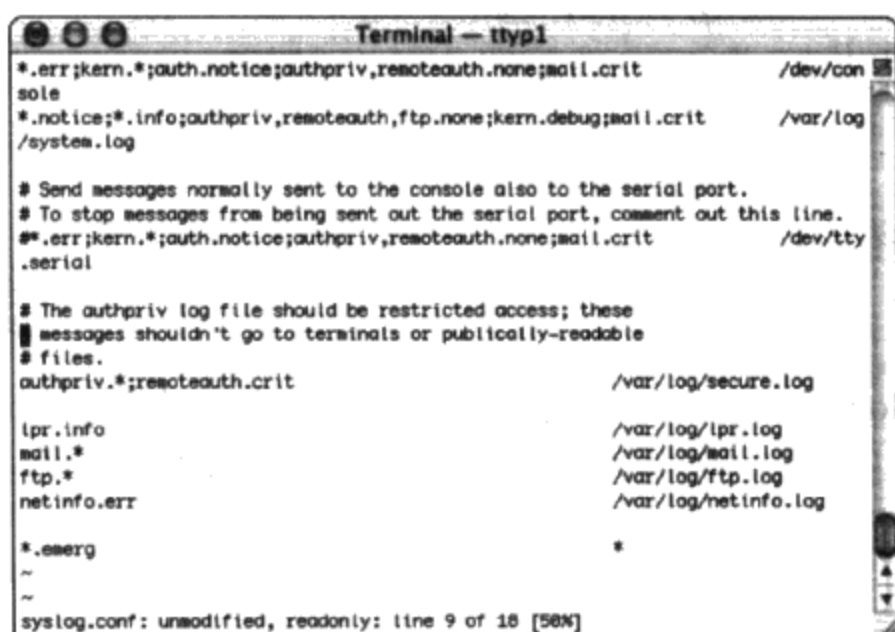 Terminal — ttyp1
*.err;kern.*;auth.notice;authpriv,remoteauth.none;mail.crit /dev/con
sole
*.notice;*.info;authpriv,remoteauth,ftp.none;kern.debug;mail.crit /var/log
/system.log
# Send messages normally sent to the console also to the serial port.
# To stop messages from being sent out the serial port, comment out this line.
#*.err;kern.*;auth.notice;authpriv,remoteauth.none;mail.crit /dev/tty
.serial
# The authpriv log file should be restricted access; these
# messages shouldn't go to terminals or publically-readable
# files.
authpriv.*;remoteauth.crit /var/log/secure.log
lpr.info /var/log/lpr.log
mail.* /var/log/mail.log
ftp.* /var/log/ftp.log
netinfo.err /var/log/netinfo.log
*.emerg *
~
~
syslog.conf: unmodified, readonly: line 9 of 18 [50%]